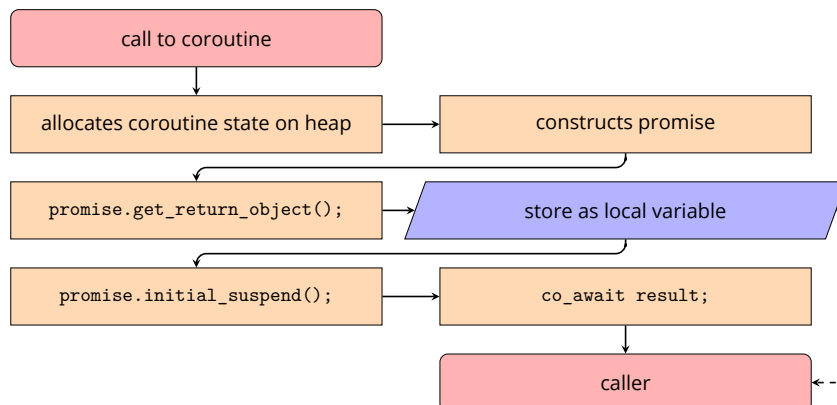 call to coroutine
allocates coroutine state on heap
constructs promise
promise.get_return_object();
store as local variable
promise.initial_suspend();
co_await result;
caller